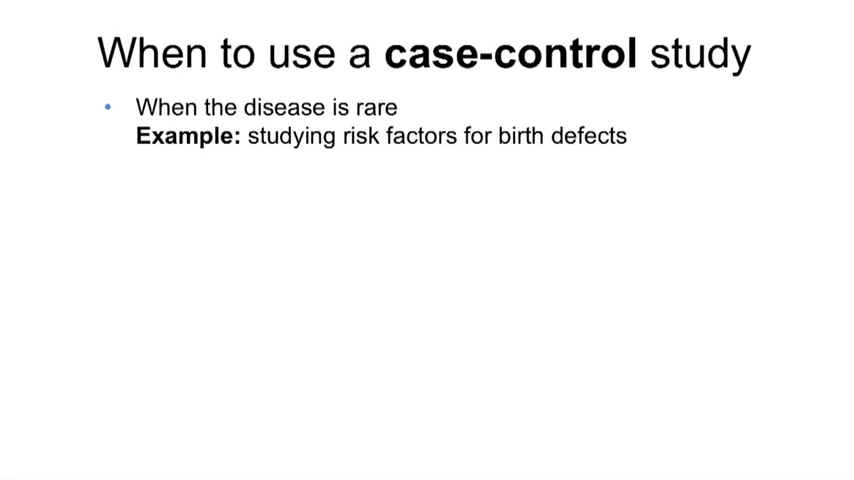 When to use a case-control study
• When the disease is rare
Example: studying risk factors for birth defects